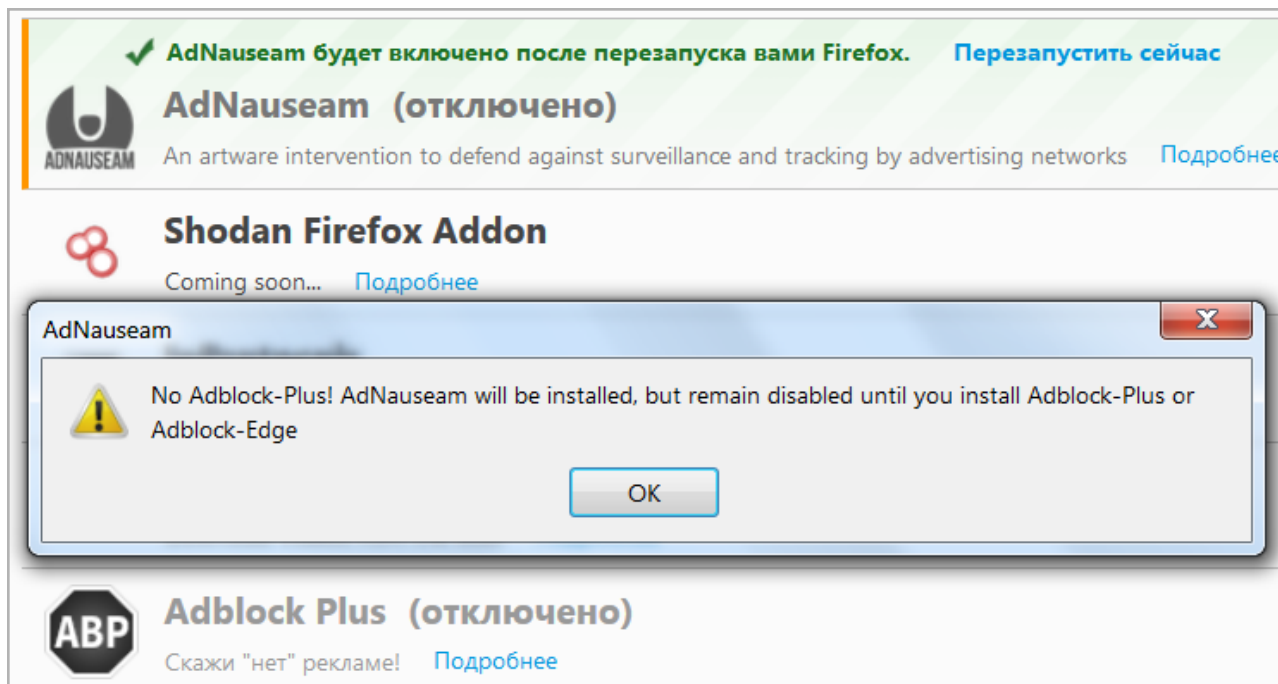 AdNauseam будет включено после перезапуска вами Firefox. Перезапустить сейчас
AdNauseam (отключено)
ADNAUSEAM
An artware intervention to defend against surveillance and tracking by advertising networks Подробнее
Shodan Firefox Addon
Coming soon... Подробнее
AdNauseam
No Adblock-Plus! AdNauseam will be installed, but remain disabled until you install Adblock-Plus or
Adblock-Edge
OK
ABP
Adblock Plus (отключено)
Скажи "нет" рекламе! Подробнее